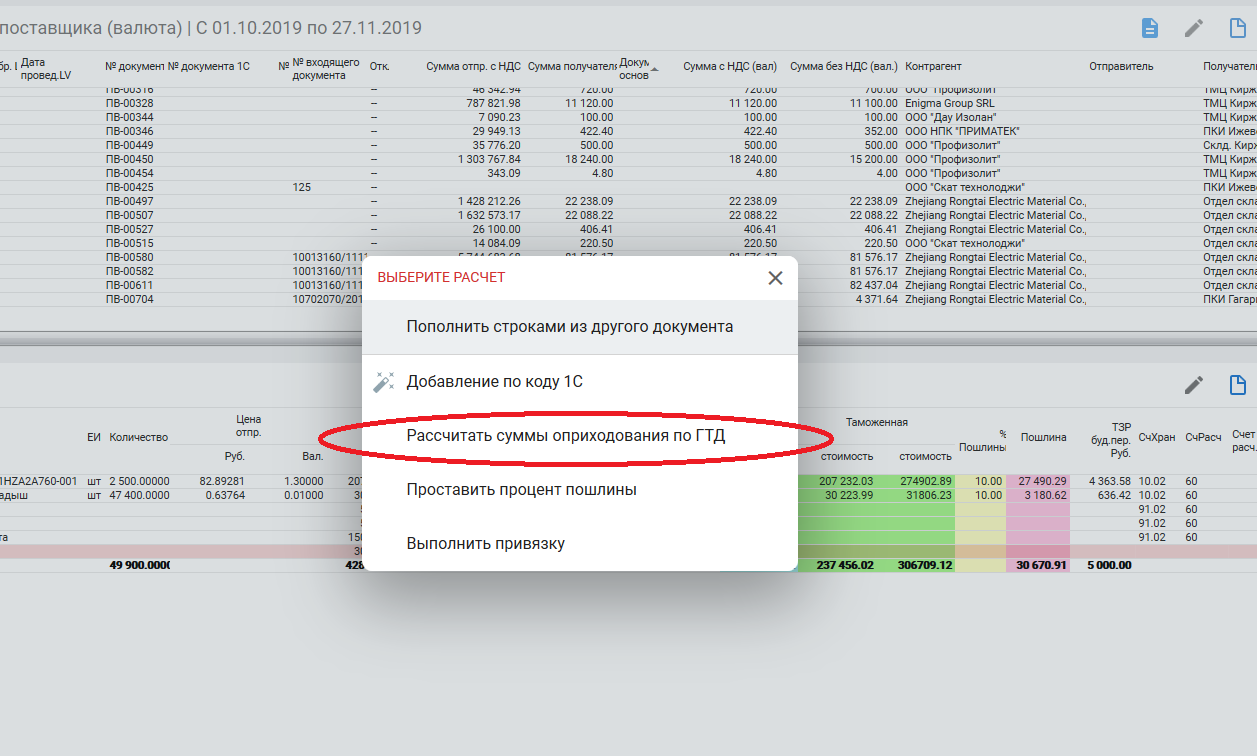 поставщика (валюта) | С 01.10.2019 по 27.11.2019
бр. Дата провед.LV № документ № документа 1С № № входящего документа Отк. Сумма отпр. с НДС Сумма получателя Докум основ Сумма с НДС (вал) Сумма без НДС (вал.) Контрагент Отправитель Получатель
ПВ-00316 -- 46 342.94 720.00 720.00 700.00 ООО "Профизолит" ТМЦ Кирж
ПВ-00328 -- 787 821.98 11 120.00 11 120.00 11 100.00 Enigma Group SRL ТМЦ Кирж
ПВ-00344 -- 7 090.23 100.00 100.00 100.00 ООО "Дау Изолан" ТМЦ Кирж
ПВ-00346 -- 29 949.13 422.40 422.40 352.00 ООО НПК "ПРИМАТЕК" ПКИ Ижев
ПВ-00449 -- 35 776.20 500.00 500.00 500.00 ООО "Профизолит" Склд. Кирж
ПВ-00450 -- 1 303 767.84 18 240.00 18 240.00 15 200.00 ООО "Профизолит" ТМЦ Кирж
ПВ-00454 -- 343.09 4.80 4.80 4.00 ООО "Профизолит" ТМЦ Кирж
ПВ-00425 125 -- ООО "Скат технолоджи" ПКИ Ижев
ПВ-00497 -- 1 428 212.26 22 238.09 22 238.09 22 238.09 Zhejiang Rongtai Electric Material Co., Отдел скла
ПВ-00507 -- 1 632 573.17 22 088.22 22 088.22 22 088.22 Zhejiang Rongtai Electric Material Co., Отдел скла
ПВ-00527 -- 26 100.00 406.41 406.41 406.41 Zhejiang Rongtai Electric Material Co., Отдел скла
ПВ-00515 -- 14 084.09 220.50 220.50 220.50 ООО "Скат технолоджи" Отдел скла
ПВ-00580 10013160/111 81 576.17 Zhejiang Rongtai Electric Material Co., Отдел скла
ПВ-00582 10013160/111 81 576.17 Zhejiang Rongtai Electric Material Co., Отдел скла
ПВ-00611 10013160/111 82 437.04 Zhejiang Rongtai Electric Material Co., Отдел скла
ПВ-00704 10702070/201 4 371.64 Zhejiang Rongtai Electric Material Co., ПКИ Гагари
ВЫБЕРИТЕ РАСЧЕТ
Пополнить строками из другого документа
Добавление по коду 1С
Рассчитать суммы оприходования по ГТД
Проставить процент пошлины
Выполнить привязку
ЕИ Количество Цена отпр. Руб. Вал. Таможенная стоимость стоимость % Пошлины Пошлина ТЗР буд.пер. Руб. СчХран СчРасч Счет расч.
1HZA2A760-001 шт 2 500.00000 82.89281 1.30000 207 207 232.03 274902.89 10.00 27 490.29 4 363.58 10.02 60
адыш шт 47 400.0000 0.63764 0.01000 30 30 223.99 31806.23 10.00 3 180.62 636.42 10.02 60
91.02 60
91.02 60
та 150 91.02 60
30
49 900.0000 428 237 456.02 306709.12 30 670.91 5 000.00